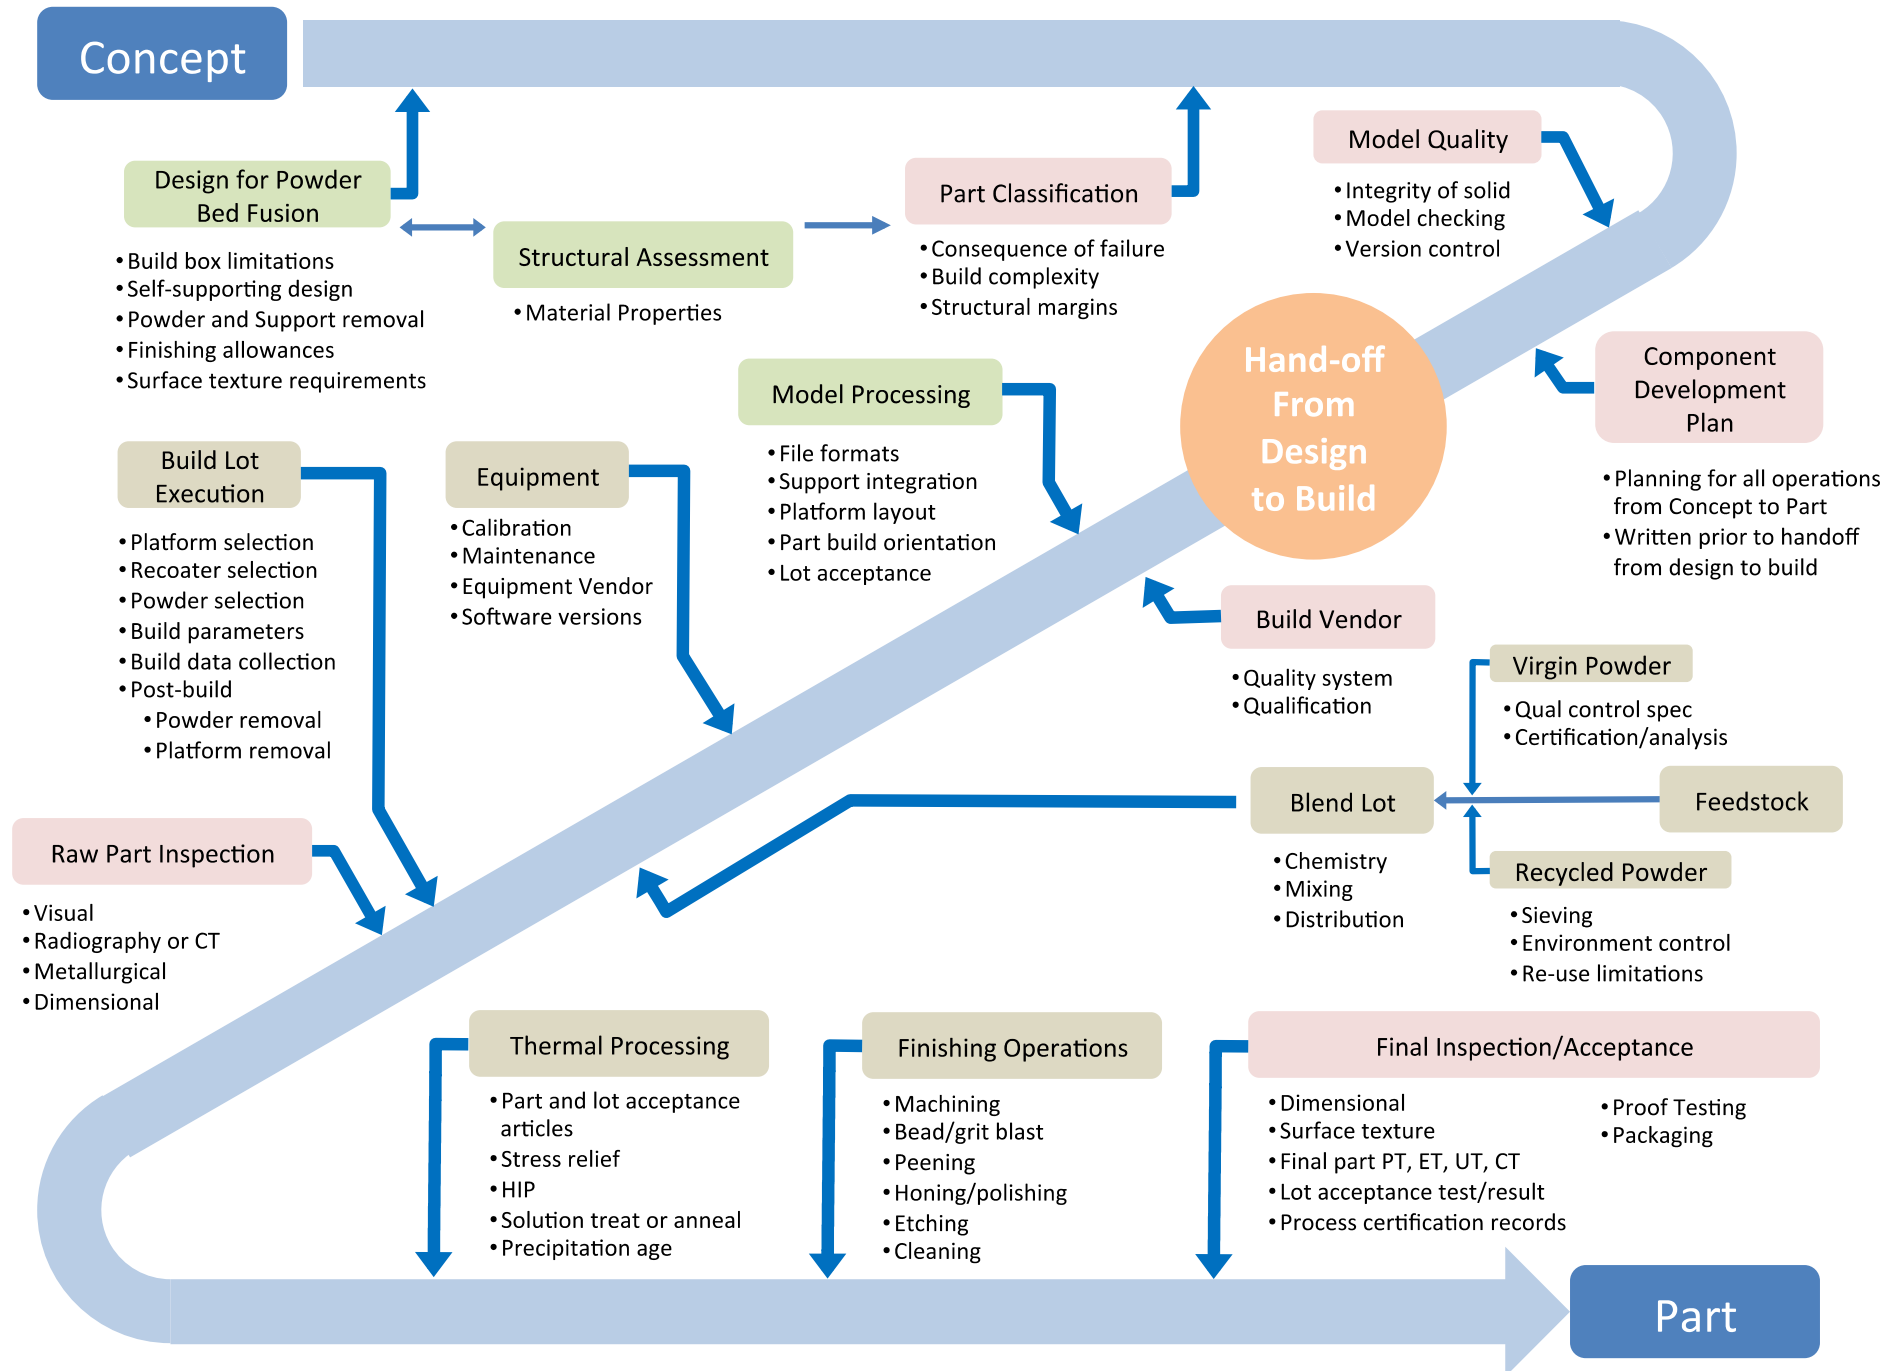 Concept
Design for Powder
Bed Fusion
• Build box limitations
• Self-supporting design
• Powder and Support removal
• Finishing allowances
• Surface texture requirements
Structural Assessment
• Material Properties
Part Classification
• Consequence of failure
• Build complexity
• Structural margins
Model Quality
• Integrity of solid
• Model checking
• Version control
Component
Development
Plan
• Planning for all operations
from Concept to Part
• Written prior to handoff
from design to build
Hand-off
From
Design
to Build
Model Processing
• File formats
• Support integration
• Platform layout
• Part build orientation
• Lot acceptance
Build Vendor
• Quality system
• Qualification
Equipment
• Calibration
• Maintenance
• Equipment Vendor
• Software versions
Build Lot
Execution
• Platform selection
• Recoater selection
• Powder selection
• Build parameters
• Build data collection
• Post-build
• Powder removal
• Platform removal
Virgin Powder
• Qual control spec
• Certification/analysis
Blend Lot
• Chemistry
• Mixing
• Distribution
Feedstock
Recycled Powder
• Sieving
• Environment control
• Re-use limitations
Raw Part Inspection
• Visual
• Radiography or CT
• Metallurgical
• Dimensional
Thermal Processing
• Part and lot acceptance
articles
• Stress relief
• HIP
• Solution treat or anneal
• Precipitation age
Finishing Operations
• Machining
• Bead/grit blast
• Peening
• Honing/polishing
• Etching
• Cleaning
Final Inspection/Acceptance
• Dimensional
• Surface texture
• Final part PT, ET, UT, CT
• Lot acceptance test/result
• Process certification records
• Proof Testing
• Packaging
Part